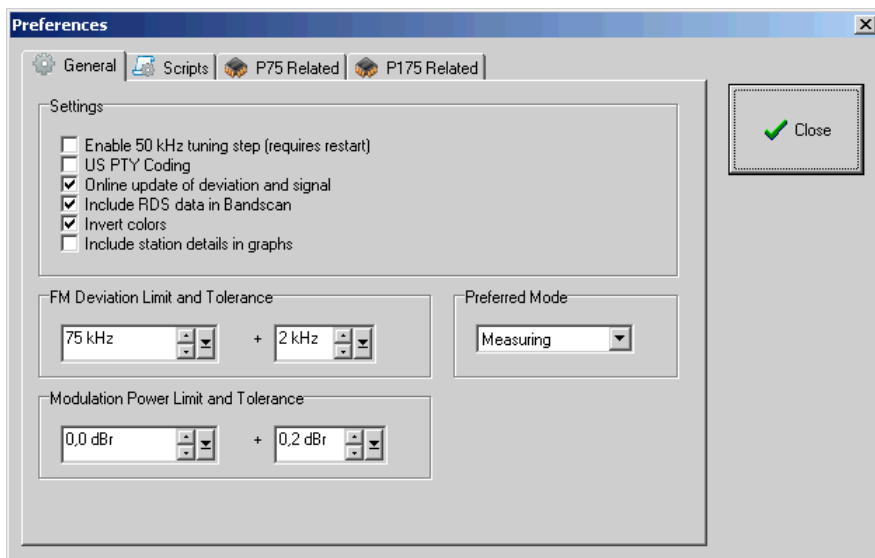 Preferences
General Scripts P75 Related P175 Related
Settings
Enable 50 kHz tuning step (requires restart)
US PTY Coding
Online update of deviation and signal
Include RDS data in Bandscan
Invert colors
Include station details in graphs
Close
FM Deviation Limit and Tolerance
75 kHz + 2 kHz
Preferred Mode
Measuring
Modulation Power Limit and Tolerance
0,0 dBr + 0,2 dBr